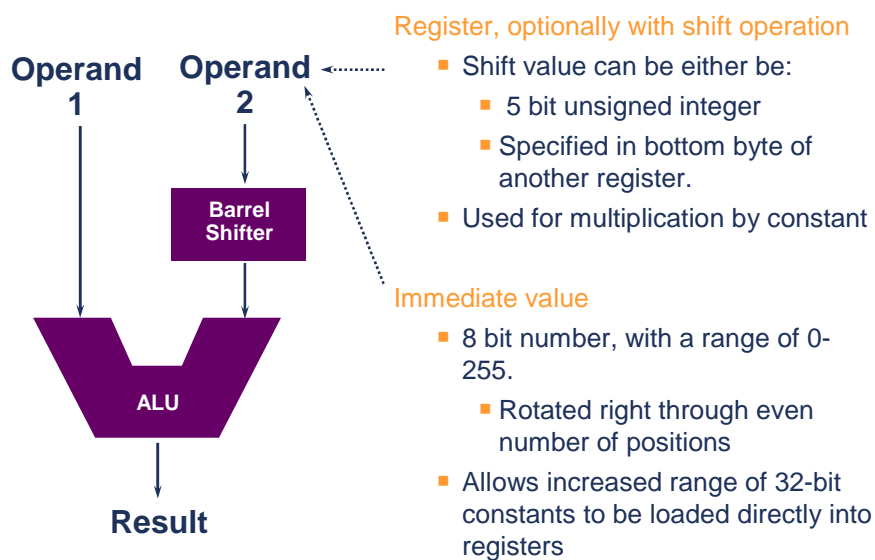 Operand
1
Operand
2
Barrel
Shifter
ALU
Result
Register, optionally with shift operation
Shift value can be either be:
5 bit unsigned integer
Specified in bottom byte of
another register.
Used for multiplication by constant
Immediate value
8 bit number, with a range of 0-
255.
Rotated right through even
number of positions
Allows increased range of 32-bit
constants to be loaded directly into
registers